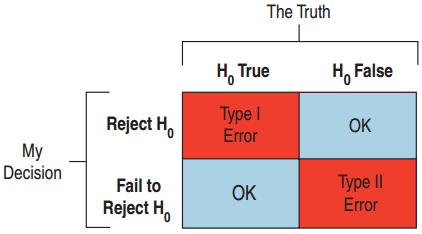 The Truth
H₀ True
H₀ False
Reject H₀
Type I
Error
OK
My
Decision
Fail to
Reject H₀
OK
Type II
Error